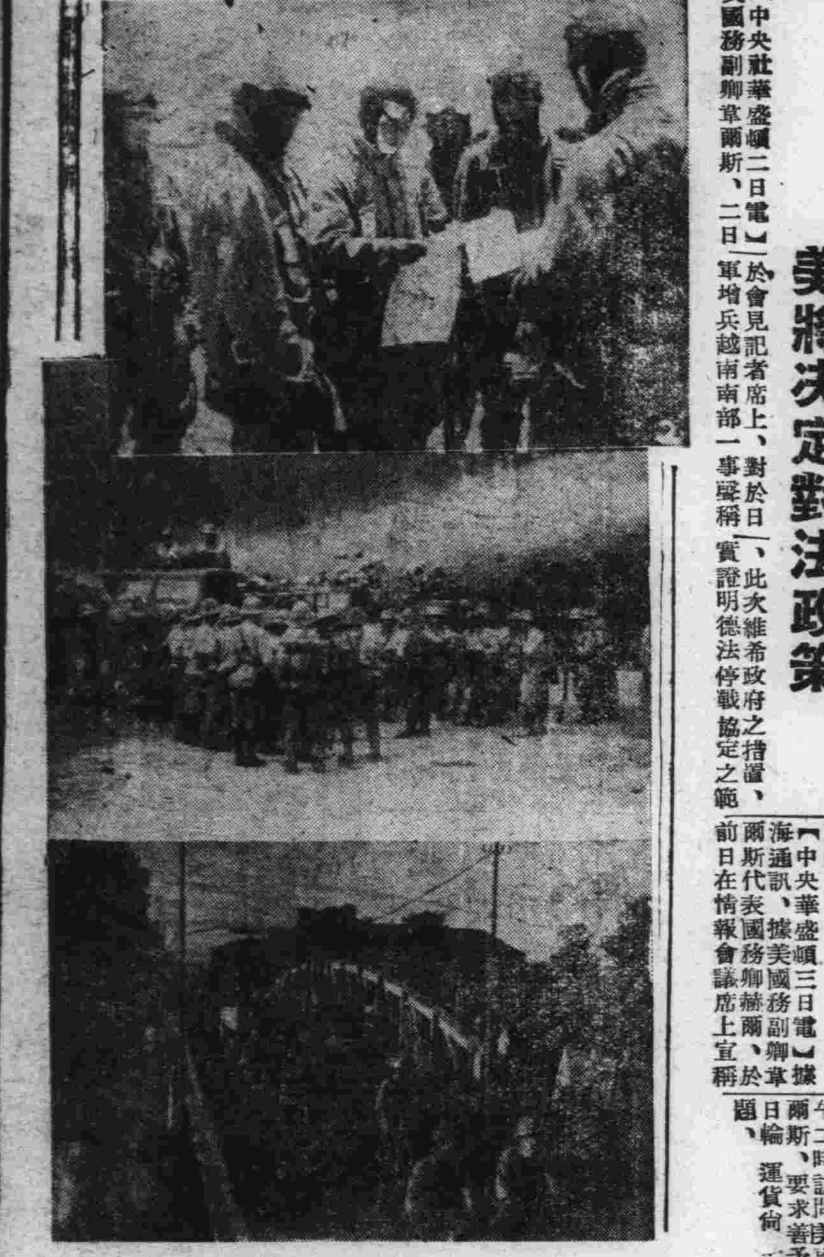 美將決定對法政策
中央社華盛頓二日電】
國務副卿韋爾斯、二日
於會見記者席上、對於日
軍增兵越南南部一事聲稱
、此次維希政府之措置、
實證明德法停戰協定之範
【中央華盛頓三日電】據
海通訊、據美國務副卿韋
爾斯代表國務卿赫爾、於
前日在情報會議席上宣稱
爾斯、要求善
日輪 運貨尙
題、